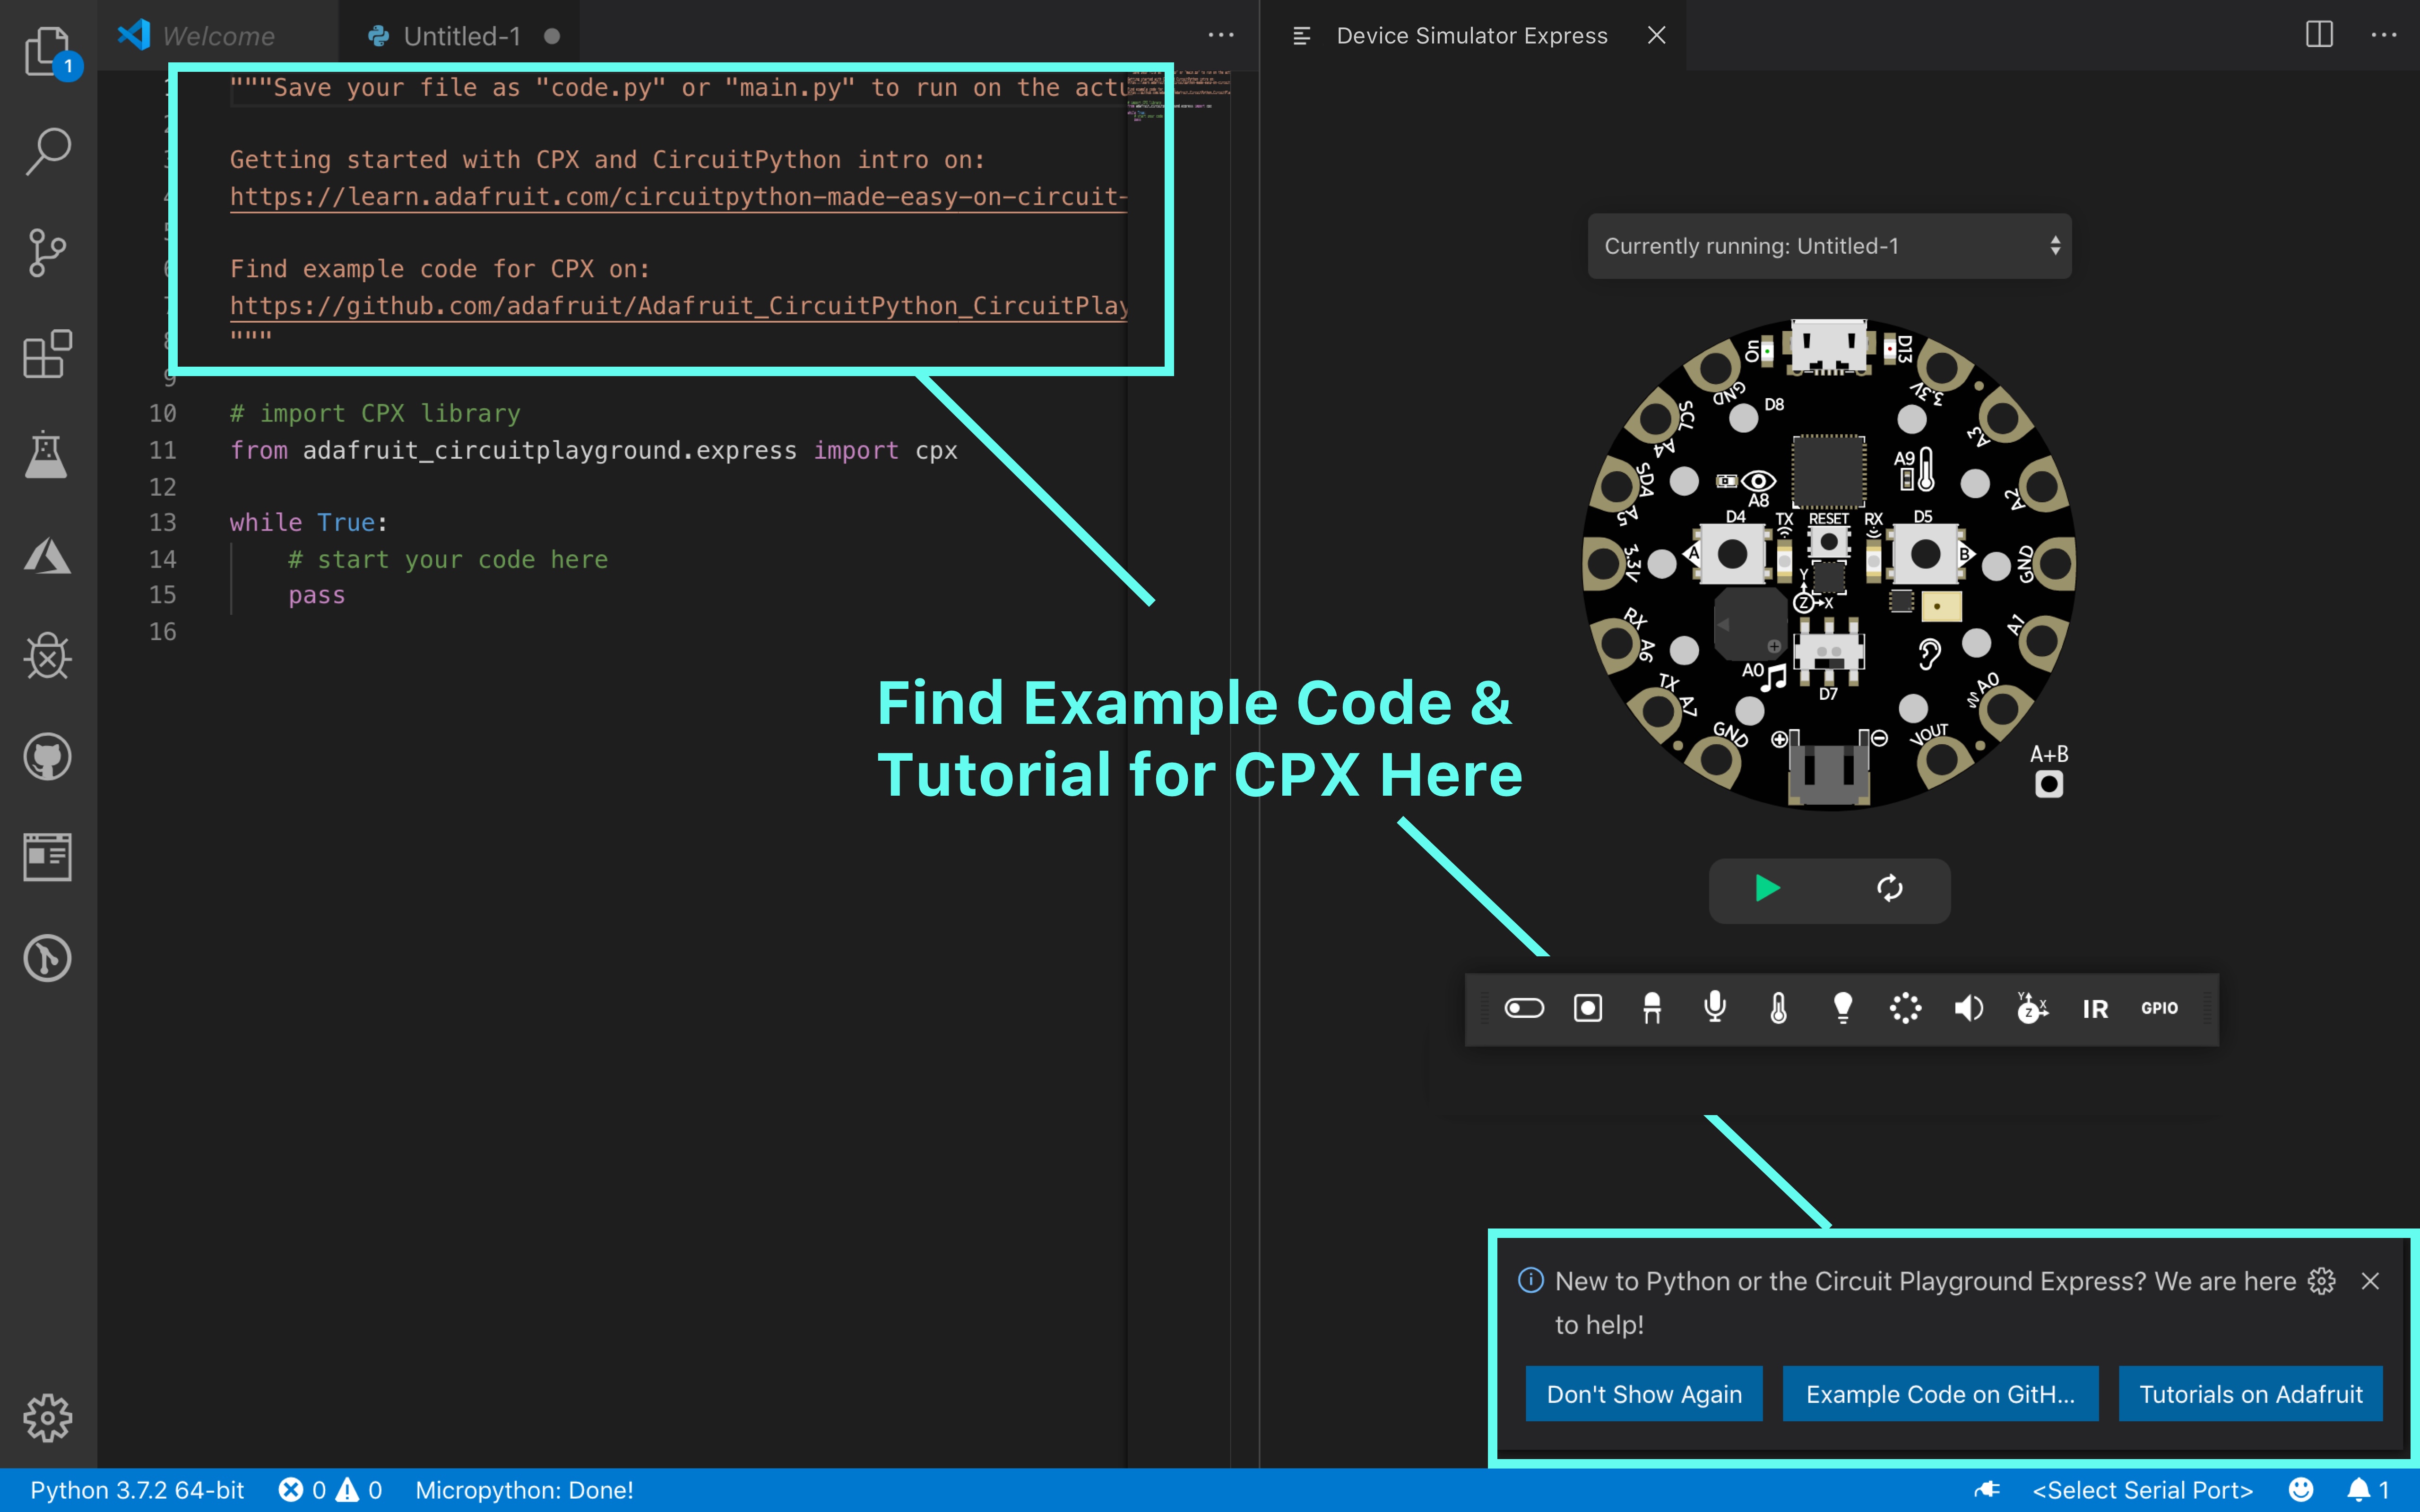 1
Welcome
Untitled-1
Device Simulator Express
"""Save your file as "code.py" or "main.py" to run on the actu
Getting started with CPX and CircuitPython intro on:
https://learn.adafruit.com/circuitpython-made-easy-on-circuit-
Find example code for CPX on:
https://github.com/adafruit/Adafruit_CircuitPython_CircuitPlay
"""
9
10 # import CPX library
11 from adafruit_circuitplayground.express import cpx
12
13 while True:
14 # start your code here
15 pass
16
Find Example Code &
Tutorial for CPX Here
Currently running: Untitled-1
On
D13
GND
D8
3.3V
SCL
A4
A3
SDA
A5
A8
A9
A2
D4
TX
RESET
RX
D5
A
B
3.3V
GND
Y
Z
X
RX
A6
A1
A0
D7
TX
A7
A0
GND
VOUT
A+B
Y X Z
IR
GPIO
New to Python or the Circuit Playground Express? We are here
to help!
Don't Show Again
Example Code on GitH...
Tutorials on Adafruit
Python 3.7.2 64-bit
0
0
Micropython: Done!
<Select Serial Port>
1